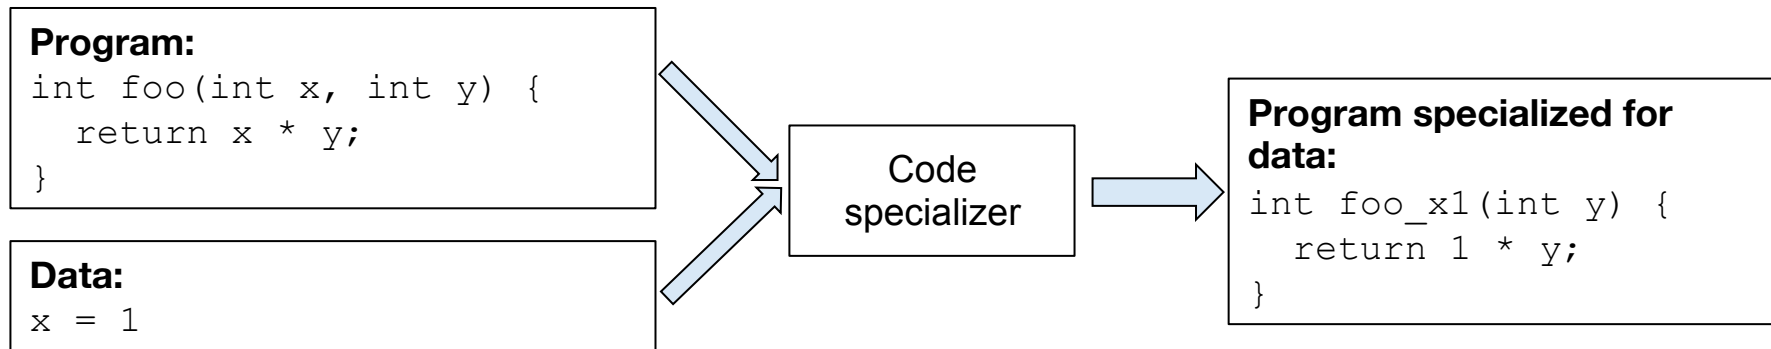 Program:
int foo(int x, int y) {
  return x * y;
}
Data:
x = 1
Code
specializer
Program specialized for
data:
int foo_x1(int y) {
  return 1 * y;
}